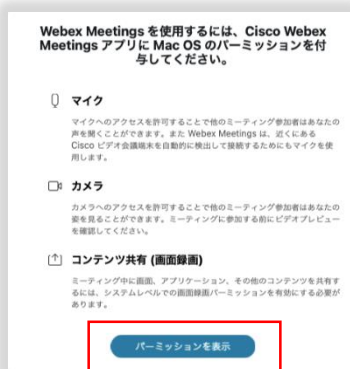 Webex Meetings を使用するには、Cisco Webex
Meetings アプリに Mac OS のパーミッションを付
与してください。
マイク
マイクへのアクセスを許可することで他のミーティング参加者はあなたの
声を聞くことができます。また Webex Meetings は、近くにある
Cisco ビデオ会議端末を自動的に検出して接続するためにもマイクを使
用します。
カメラ
カメラへのアクセスを許可することで他のミーティング参加者はあなたの
姿を見ることができます。ミーティングに参加する前にビデオプレビュー
を確認してください。
コンテンツ共有 (画面録画)
ミーティング中に画面、アプリケーション、その他のコンテンツを共有す
るには、システムレベルでの画面録画パーミッションを有効にする必要が
あります。
パーミッションを表示